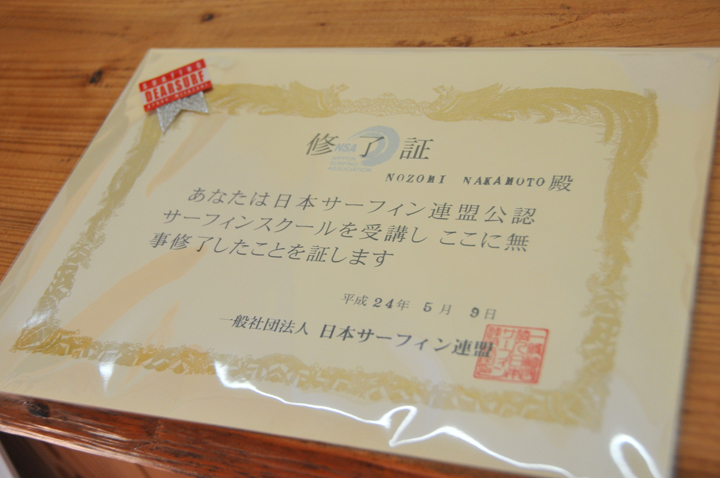 DEARSURF
修了証
NSA
NOZOMI NAKAMOTO 殿
あなたは日本サーフィン連盟公認
サーフィンスクールを受講し ここに無
事修了したことを証します
平成24年 5月 9日
一般社団法人 日本サーフィン連盟